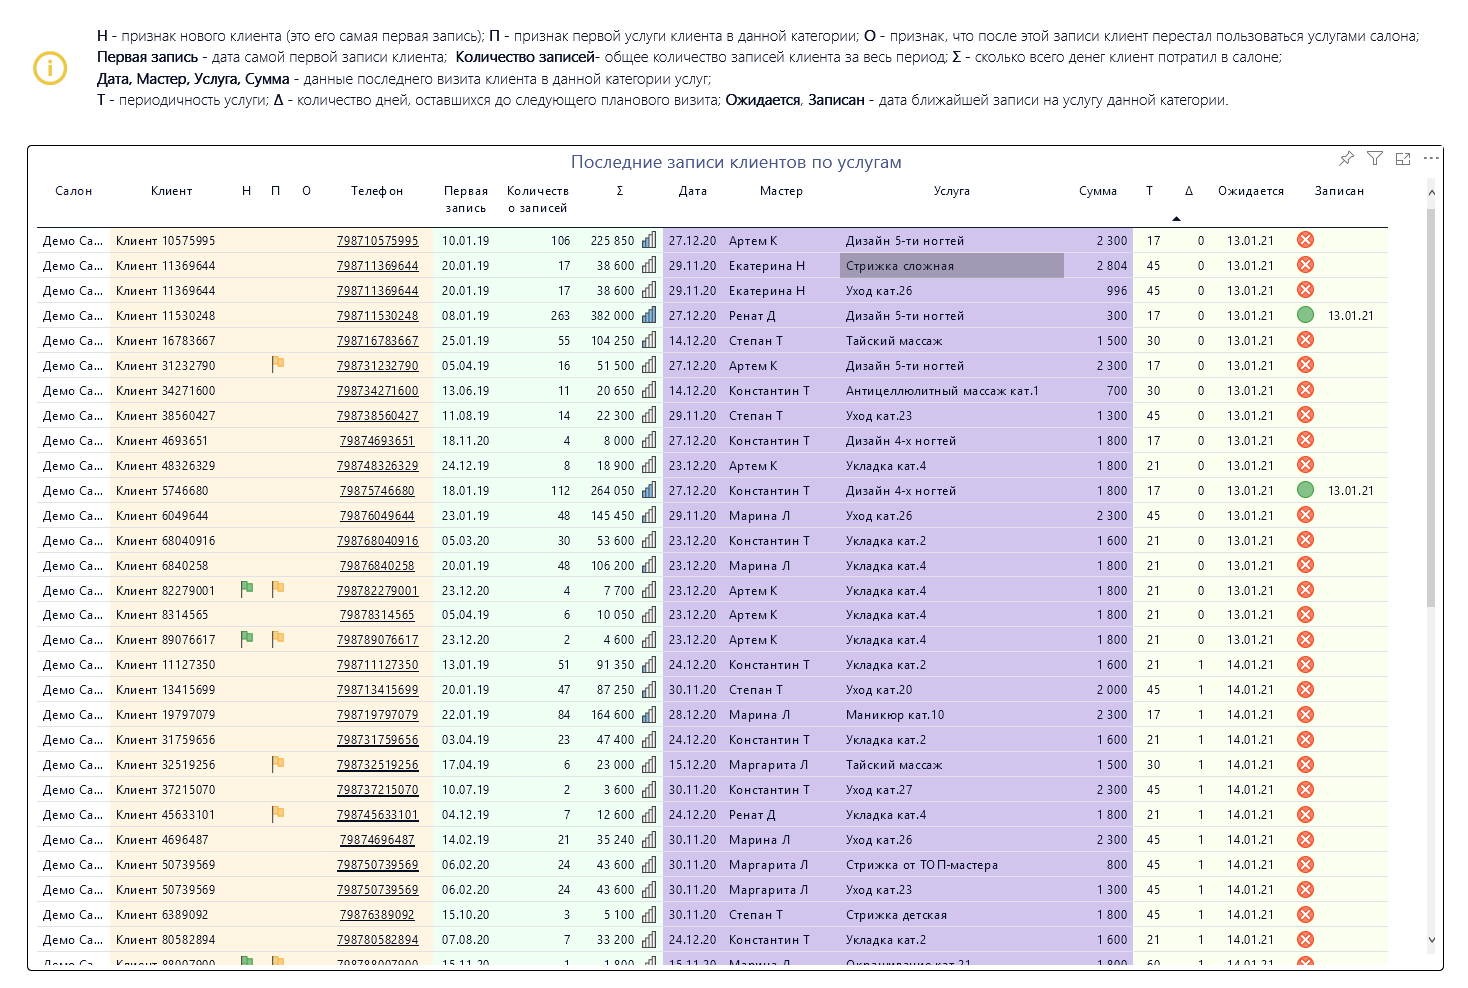 Н - признак нового клиента (это его самая первая запись); П - признак первой услуги клиента в данной категории; О - признак, что после этой записи клиент перестал пользоваться услугами салона;
Первая запись - дата самой первой записи клиента; Количество записей- общее количество записей клиента за весь период; Σ - сколько всего денег клиент потратил в салоне;
Дата, Мастер, Услуга, Сумма - данные последнего визита клиента в данной категории услуг;
Т - периодичность услуги; Δ - количество дней, оставшихся до следующего планового визита; Ожидается, Записан - дата ближайшей записи на услугу данной категории.
Последние записи клиентов по услугам
Салон Клиент Н П О Телефон Первая запись Количество записей Σ Дата Мастер Услуга Сумма Т Δ Ожидается Записан
Демо Са... Клиент 10575995 798710575995 10.01.19 106 225 850 27.12.20 Артем К Дизайн 5-ти ногтей 2 300 17 0 13.01.21
Демо Са... Клиент 11369644 798711369644 20.01.19 17 38 600 29.11.20 Екатерина Н Стрижка сложная 2 804 45 0 13.01.21
Демо Са... Клиент 11369644 798711369644 20.01.19 17 38 600 29.11.20 Екатерина Н Уход кат.26 996 45 0 13.01.21
Демо Са... Клиент 11530248 798711530248 08.01.19 263 382 000 27.12.20 Ренат Д Дизайн 5-ти ногтей 300 17 0 13.01.21 13.01.21
Демо Са... Клиент 16783667 798716783667 25.01.19 55 104 250 14.12.20 Степан Т Тайский массаж 1 500 30 0 13.01.21
Демо Са... Клиент 31232790 798731232790 05.04.19 16 51 500 27.12.20 Артем К Дизайн 5-ти ногтей 2 300 17 0 13.01.21
Демо Са... Клиент 34271600 798734271600 13.06.19 11 20 650 14.12.20 Константин Т Антицеллюлитный массаж кат.1 700 30 0 13.01.21
Демо Са... Клиент 38560427 798738560427 11.08.19 14 22 300 29.11.20 Степан Т Уход кат.23 1 300 45 0 13.01.21
Демо Са... Клиент 4693651 79874693651 18.11.20 4 8 000 27.12.20 Константин Т Дизайн 4-х ногтей 1 800 17 0 13.01.21
Демо Са... Клиент 48326329 798748326329 24.12.19 8 18 900 23.12.20 Артем К Укладка кат.4 1 800 21 0 13.01.21
Демо Са... Клиент 5746680 79875746680 18.01.19 112 264 050 27.12.20 Константин Т Дизайн 4-х ногтей 1 800 17 0 13.01.21 13.01.21
Демо Са... Клиент 6049644 79876049644 23.01.19 48 145 450 29.11.20 Марина Л Уход кат.26 2 300 45 0 13.01.21
Демо Са... Клиент 68040916 798768040916 05.03.20 30 53 600 23.12.20 Константин Т Укладка кат.2 1 600 21 0 13.01.21
Демо Са... Клиент 6840258 79876840258 20.01.19 48 106 200 23.12.20 Марина Л Укладка кат.4 1 800 21 0 13.01.21
Демо Са... Клиент 82279001 798782279001 23.12.20 4 7 700 23.12.20 Артем К Укладка кат.4 1 800 21 0 13.01.21
Демо Са... Клиент 8314565 79878314565 05.04.19 6 10 050 23.12.20 Артем К Укладка кат.4 1 800 21 0 13.01.21
Демо Са... Клиент 89076617 798789076617 23.12.20 2 4 600 23.12.20 Артем К Укладка кат.4 1 800 21 0 13.01.21
Демо Са... Клиент 11127350 798711127350 13.01.19 51 91 350 24.12.20 Константин Т Укладка кат.2 1 600 21 1 14.01.21
Демо Са... Клиент 13415699 798713415699 20.01.19 47 87 250 30.11.20 Степан Т Уход кат.20 2 000 45 1 14.01.21
Демо Са... Клиент 19797079 798719797079 22.01.19 84 164 600 28.12.20 Марина Л Маникюр кат.10 2 300 17 1 14.01.21
Демо Са... Клиент 31759656 798731759656 03.04.19 23 47 400 24.12.20 Константин Т Укладка кат.2 1 600 21 1 14.01.21
Демо Са... Клиент 32519256 798732519256 17.04.19 6 23 000 15.12.20 Маргарита Л Тайский массаж 1 500 30 1 14.01.21
Демо Са... Клиент 37215070 798737215070 10.07.19 2 3 600 30.11.20 Константин Т Уход кат.27 2 300 45 1 14.01.21
Демо Са... Клиент 45633101 798745633101 04.12.19 7 12 600 24.12.20 Ренат Д Укладка кат.4 1 800 21 1 14.01.21
Демо Са... Клиент 4696487 79874696487 14.02.19 21 35 240 30.11.20 Марина Л Уход кат.26 2 300 45 1 14.01.21
Демо Са... Клиент 50739569 798750739569 06.02.20 24 43 600 30.11.20 Маргарита Л Стрижка от ТОП-мастера 800 45 1 14.01.21
Демо Са... Клиент 50739569 798750739569 06.02.20 24 43 600 30.11.20 Маргарита Л Уход кат.23 1 300 45 1 14.01.21
Демо Са... Клиент 6389092 79876389092 15.10.20 3 5 100 30.11.20 Степан Т Стрижка детская 1 800 45 1 14.01.21
Демо Са... Клиент 80582894 798780582894 07.08.20 7 33 200 24.12.20 Константин Т Укладка кат.2 1 600 21 1 14.01.21
Демо Са... Клиент 88007900 798788007900 15.11.20 1 1 800 15.11.20 Марина Л Окрашивание кат.21 1 800 60 1 14.01.21